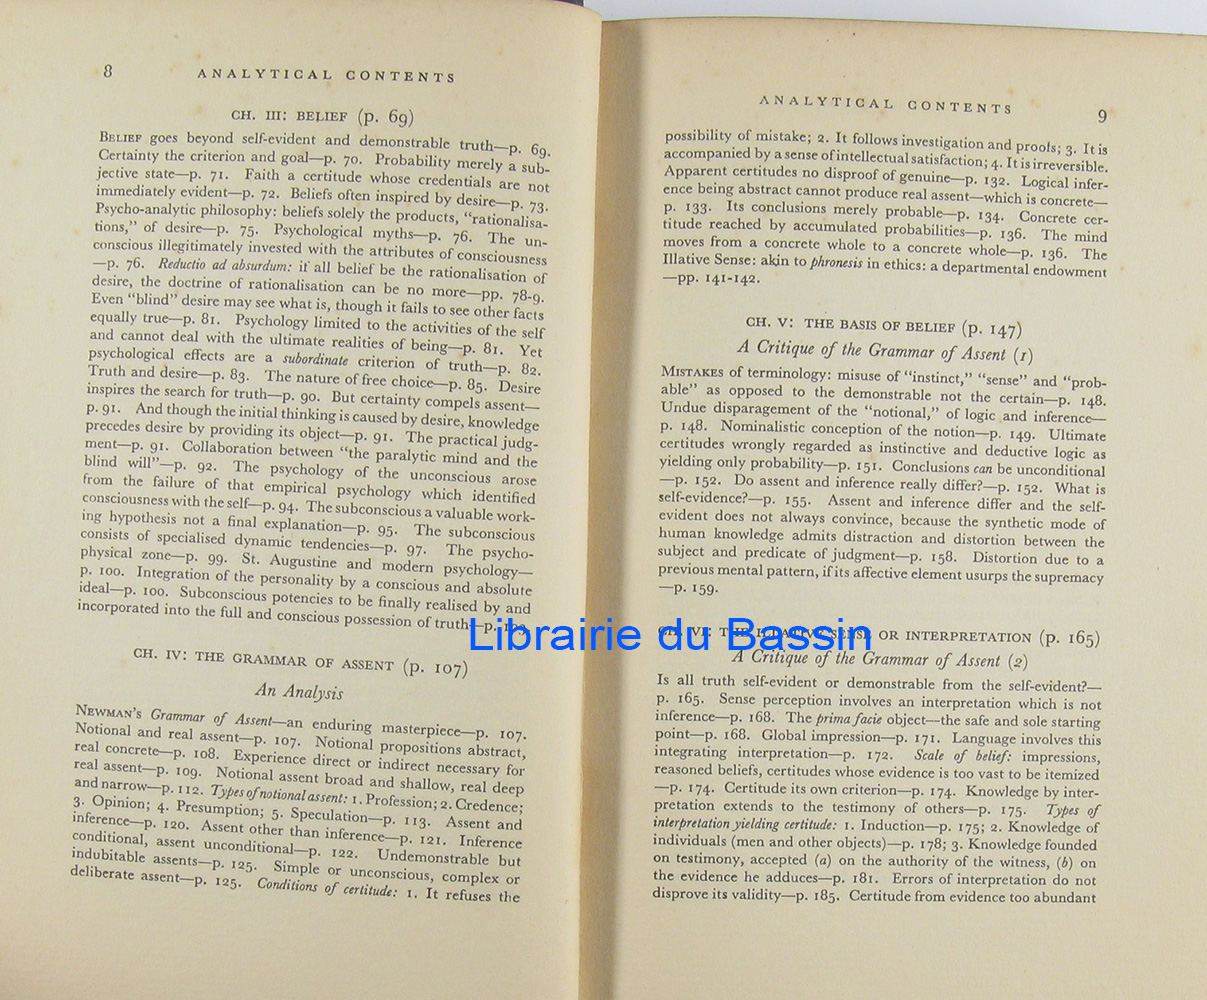 8 ANALYTICAL CONTENTS
CH. III: BELIEF (p. 69)
BELIEF goes beyond self-evident and demonstrable truth—p. 69.
Certainty the criterion and goal—p. 70. Probability merely a sub-
jective state—p. 71. Faith a certitude whose credentials are not
immediately evident—p. 72. Beliefs often inspired by desire—p. 73.
Psycho-analytic philosophy: beliefs solely the products, "rationalisa-
tions," of desire—p. 75. Psychological myths—p. 76. The un-
conscious illegitimately invested with the attributes of consciousness
—p. 76. Reductio ad absurdum: if all belief be the rationalisation of
desire, the doctrine of rationalisation can be no more—pp. 78-9.
Even "blind" desire may see what is, though it fails to see other facts
equally true—p. 81. Psychology limited to the activities of the self
and cannot deal with the ultimate realities of being—p. 81. Yet
psychological effects are a subordinate criterion of truth—p. 82.
Truth and desire—p. 83. The nature of free choice—p. 85. Desire
inspires the search for truth—p. 90. But certainty compels assent—
p. 91. And though the initial thinking is caused by desire, knowledge
precedes desire by providing its object—p. 91. The practical judg-
ment—p. 91. Collaboration between "the paralytic mind and the
blind will"—p. 92. The psychology of the unconscious arose
from the failure of that empirical psychology which identified
consciousness with the self—p. 94. The subconscious a valuable work-
ing hypothesis not a final explanation—p. 95. The subconscious
consists of specialised dynamic tendencies—p. 97. The psycho-
physical zone—p. 99. St. Augustine and modern psychology—
p. 100. Integration of the personality by a conscious and absolute
ideal—p. 100. Subconscious potencies to be finally realised by and
incorporated into the full and conscious possession of truth—p. 103.
CH. IV: THE GRAMMAR OF ASSENT (p. 107)
An Analysis
NEWMAN'S Grammar of Assent—an enduring masterpiece—p. 107.
Notional and real assent—p. 107. Notional propositions abstract,
real concrete—p. 108. Experience direct or indirect necessary for
real assent—p. 109. Notional assent broad and shallow, real deep
and narrow—p. 112. Types of notional assent: 1. Profession; 2. Credence;
3. Opinion; 4. Presumption; 5. Speculation—p. 113. Assent and
inference—p. 120. Assent other than inference—p. 121. Inference
conditional, assent unconditional—p. 122. Undemonstrable but
indubitable assents—p. 125. Simple or unconscious, complex or
deliberate assent—p. 125. Conditions of certitude: 1. It refuses the
ANALYTICAL CONTENTS 9
possibility of mistake; 2. It follows investigation and proofs; 3. It is
accompanied by a sense of intellectual satisfaction; 4. It is irreversible.
Apparent certitudes no disproof of genuine—p. 132. Logical infer-
ence being abstract cannot produce real assent—which is concrete—
p. 133. Its conclusions merely probable—p. 134. Concrete cer-
titude reached by accumulated probabilities—p. 136. The mind
moves from a concrete whole to a concrete whole—p. 136. The
Illative Sense: akin to phronesis in ethics: a departmental endowment
—pp. 141-142.
CH. V: THE BASIS OF BELIEF (p. 147)
A Critique of the Grammar of Assent (1)
MISTAKES of terminology: misuse of "instinct," "sense" and "prob-
able" as opposed to the demonstrable not the certain—p. 148.
Undue disparagement of the "notional," of logic and inference—
p. 148. Nominalistic conception of the notion—p. 149. Ultimate
certitudes wrongly regarded as instinctive and deductive logic as
yielding only probability—p. 151. Conclusions can be unconditional
—p. 152. Do assent and inference really differ?—p. 152. What is
self-evidence?—p. 155. Assent and inference differ and the self-
evident does not always convince, because the synthetic mode of
human knowledge admits distraction and distortion between the
subject and predicate of judgment—p. 158. Distortion due to a
previous mental pattern, if its affective element usurps the supremacy
—p. 159.
CH. VI: THE ILLATIVE SENSE OR INTERPRETATION (p. 165)
A Critique of the Grammar of Assent (2)
Is all truth self-evident or demonstrable from the self-evident?—
p. 165. Sense perception involves an interpretation which is not
inference—p. 168. The prima facie object—the safe and sole starting
point—p. 168. Global impression—p. 171. Language involves this
integrating interpretation—p. 172. Scale of belief: impressions,
reasoned beliefs, certitudes whose evidence is too vast to be itemized
—p. 174. Certitude its own criterion—p. 174. Knowledge by inter-
pretation extends to the testimony of others—p. 175. Types of
interpretation yielding certitude: 1. Induction—p. 175; 2. Knowledge of
individuals (men and other objects)—p. 178; 3. Knowledge founded
on testimony, accepted (a) on the authority of the witness, (b) on
the evidence he adduces—p. 181. Errors of interpretation do not
disprove its validity—p. 185. Certitude from evidence too abundant
Librairie du Bassin